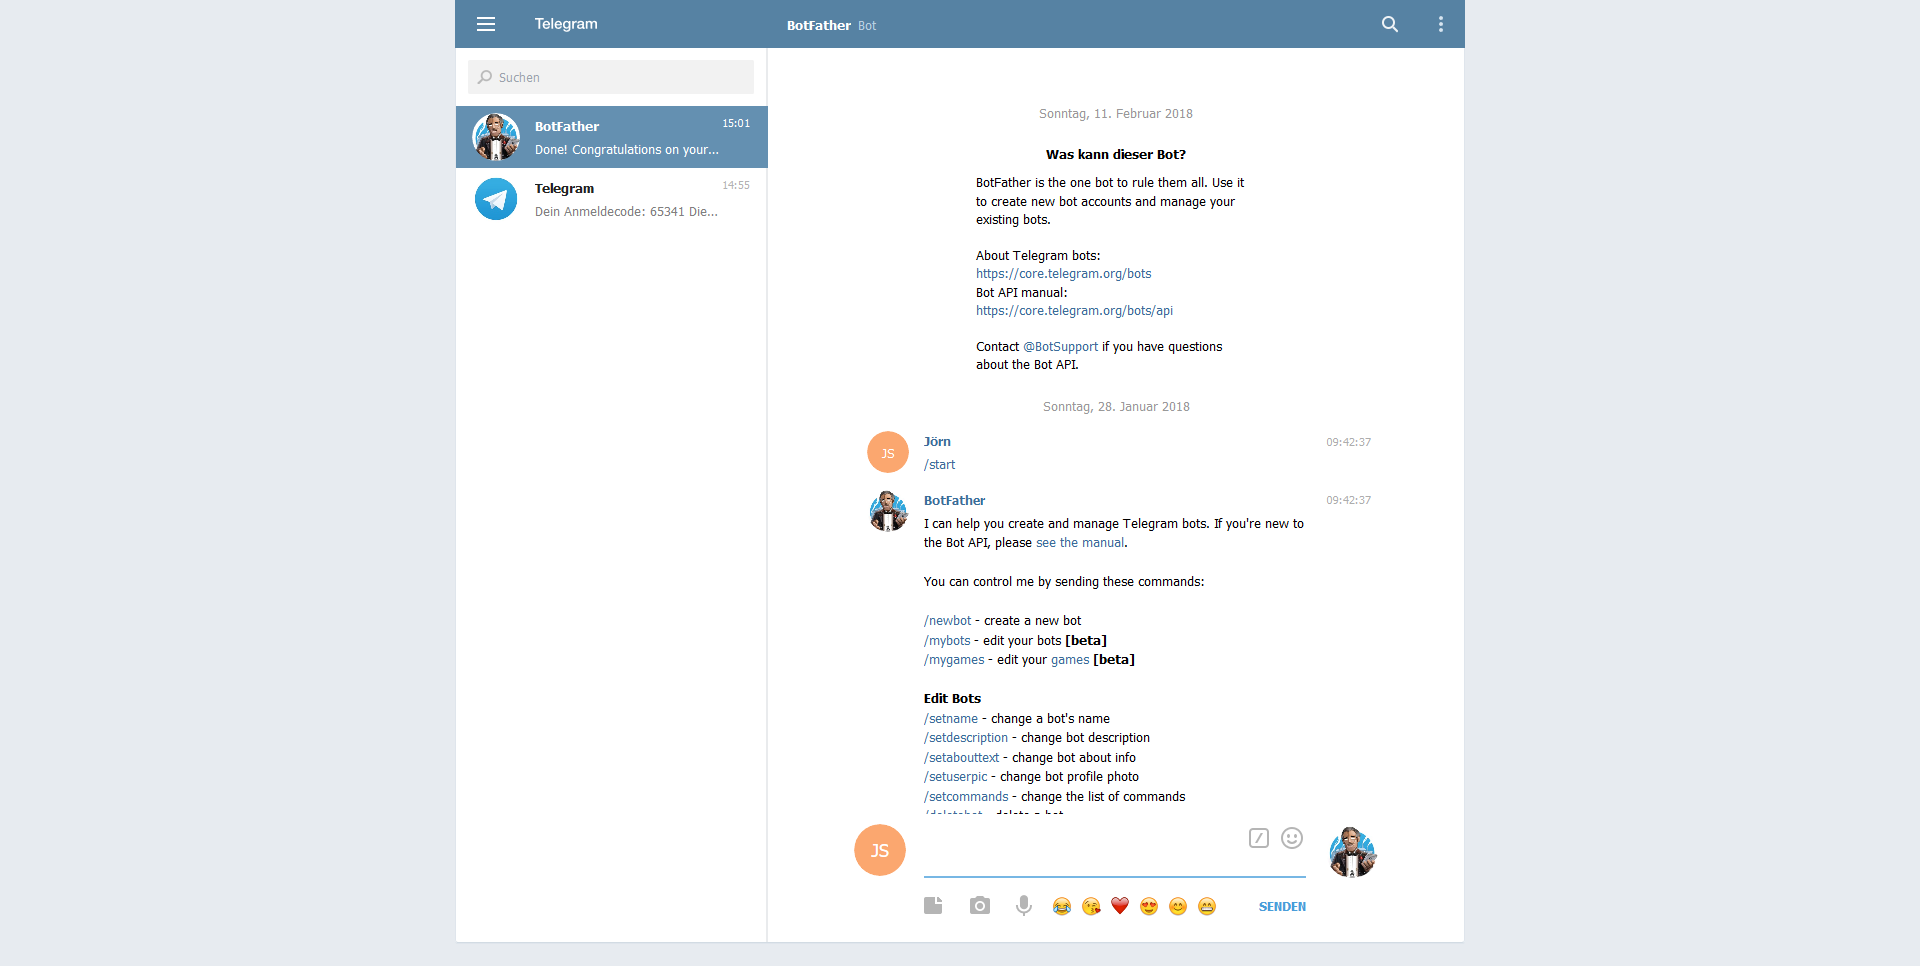 Telegram
BotFather Bot
Suchen
BotFather 15:01
Done! Congratulations on your...
Telegram 14:55
Dein Anmeldecode: 65341 Die...
Sonntag, 11. Februar 2018
Was kann dieser Bot?
BotFather is the one bot to rule them all. Use it
to create new bot accounts and manage your
existing bots.
About Telegram bots:
https://core.telegram.org/bots
Bot API manual:
https://core.telegram.org/bots/api
Contact @BotSupport if you have questions
about the Bot API.
Sonntag, 28. Januar 2018
JS
Jörn 09:42:37
/start
BotFather 09:42:37
I can help you create and manage Telegram bots. If you're new to
the Bot API, please see the manual.
You can control me by sending these commands:
/newbot - create a new bot
/mybots - edit your bots [beta]
/mygames - edit your games [beta]
Edit Bots
/setname - change a bot's name
/setdescription - change bot description
/setabouttext - change bot about info
/setuserpic - change bot profile photo
/setcommands - change the list of commands
/deletebot - delete a bot
JS
SENDEN